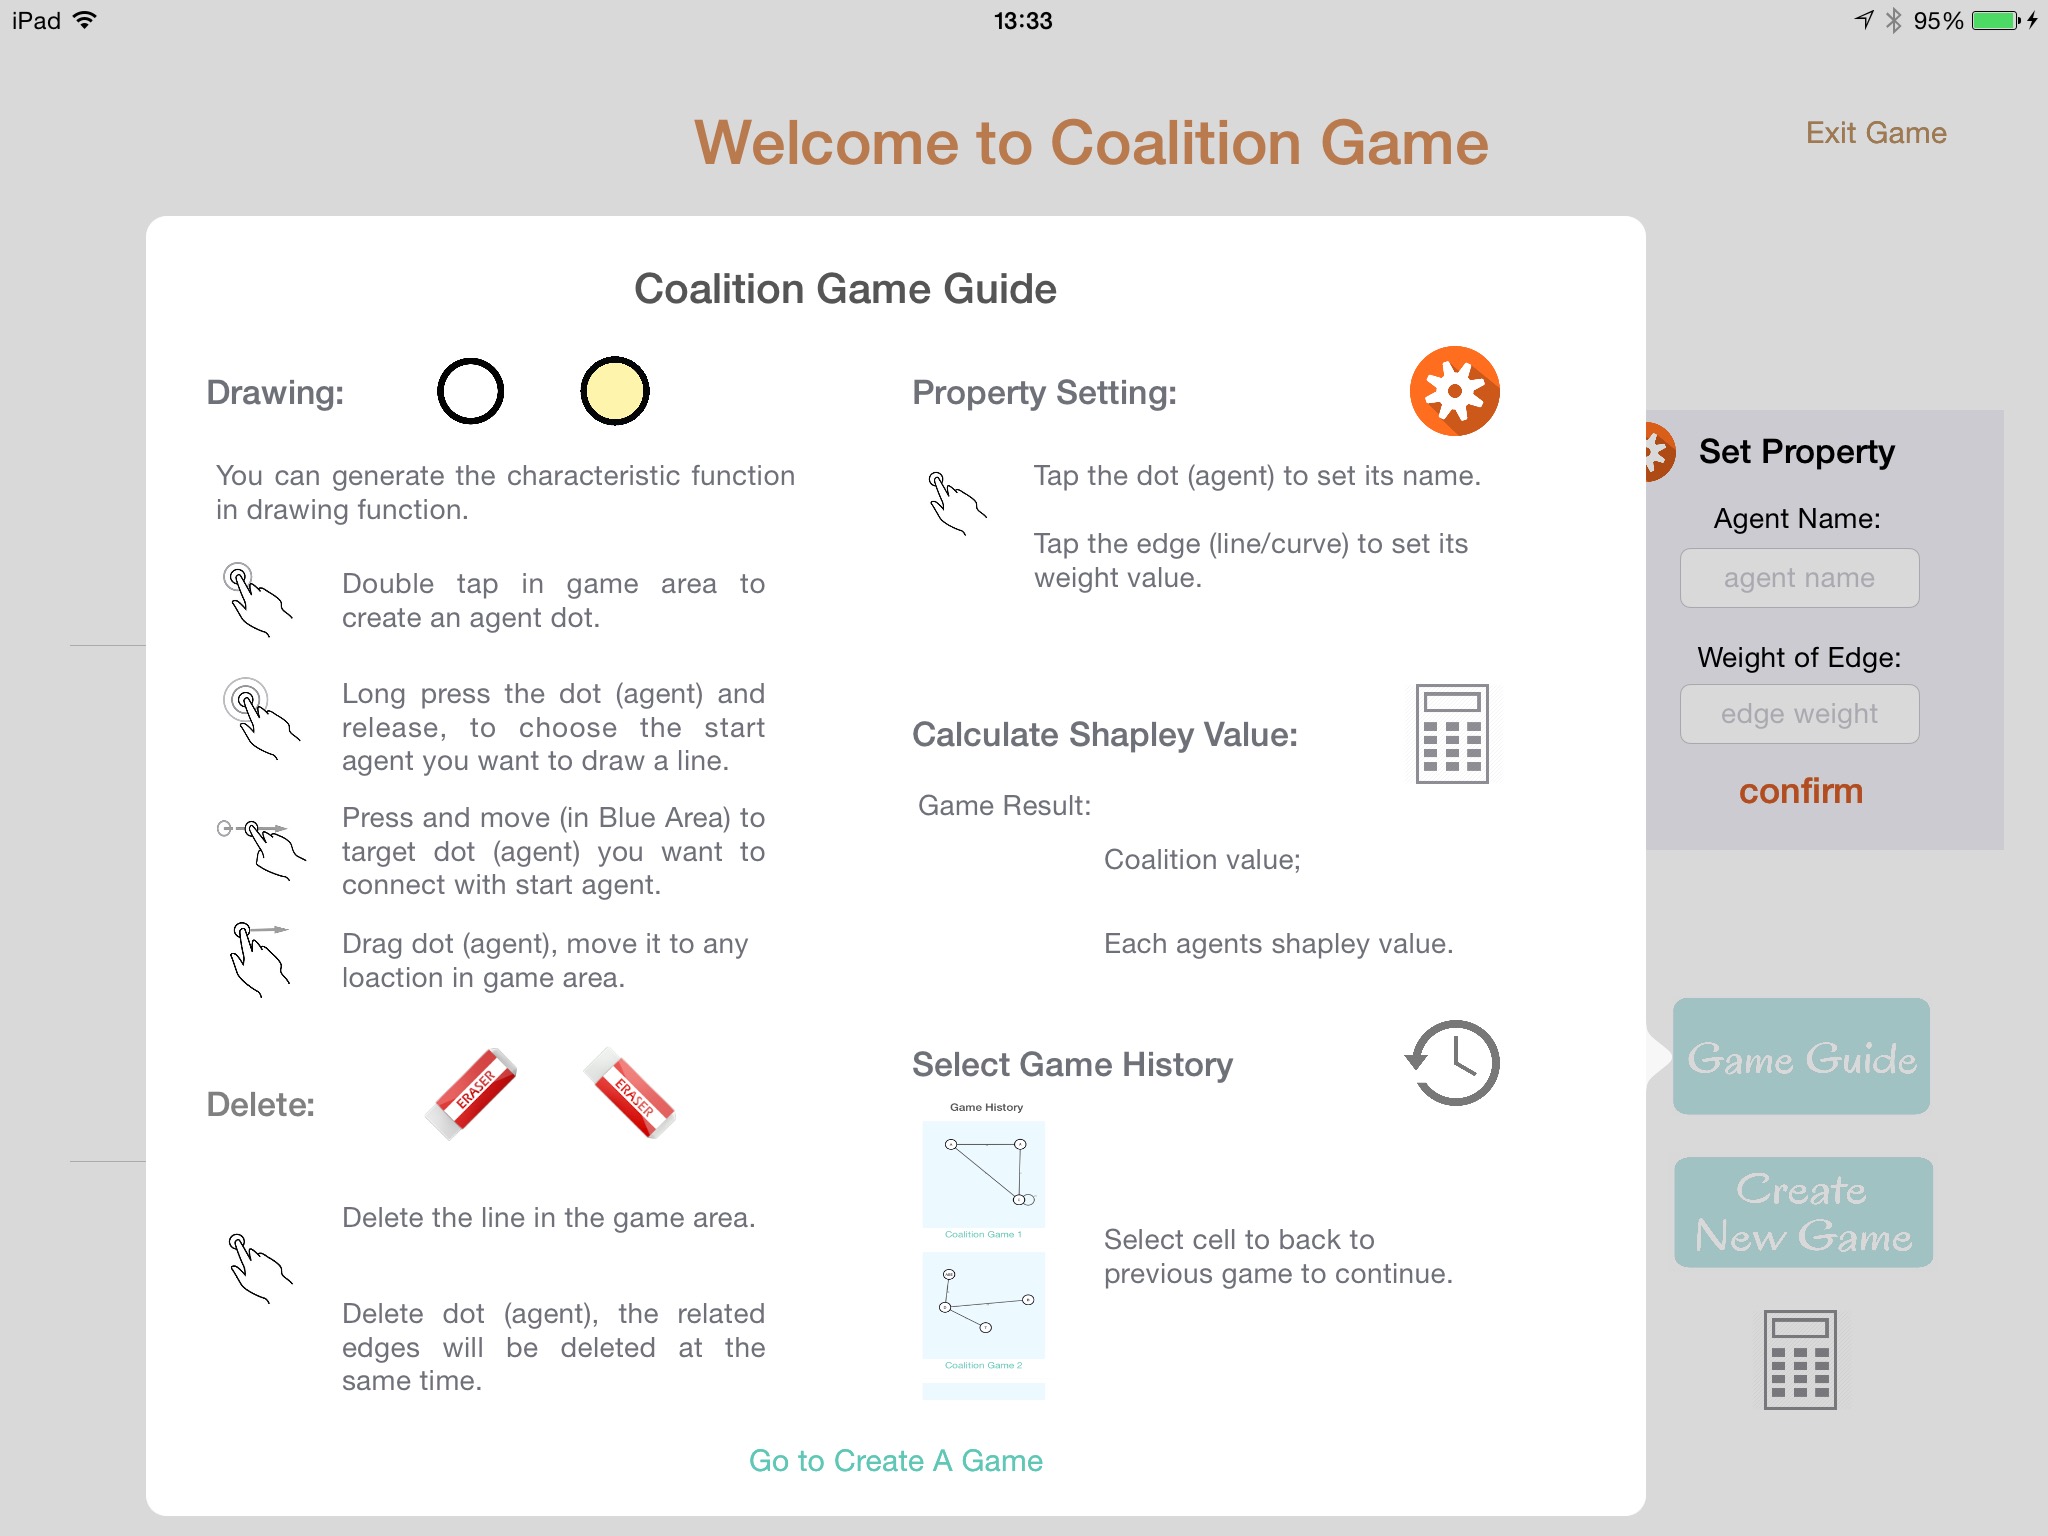 iPad
13:33
95%
Welcome to Coalition Game
Exit Game
Coalition Game Guide
Drawing:
You can generate the characteristic function
in drawing function.
Double tap in game area to
create an agent dot.
Long press the dot (agent) and
release, to choose the start
agent you want to draw a line.
Press and move (in Blue Area) to
target dot (agent) you want to
connect with start agent.
Drag dot (agent), move it to any
loaction in game area.
Delete:
ERASER
ERASER
Delete the line in the game area.
Delete dot (agent), the related
edges will be deleted at the
same time.
Property Setting:
Tap the dot (agent) to set its name.
Tap the edge (line/curve) to set its
weight value.
Calculate Shapley Value:
Game Result:
Coalition value;
Each agents shapley value.
Select Game History
Game History
Coalition Game 1
Coalition Game 2
Select cell to back to
previous game to continue.
Go to Create A Game
Set Property
Agent Name:
agent name
Weight of Edge:
edge weight
confirm
Game Guide
Create
New Game